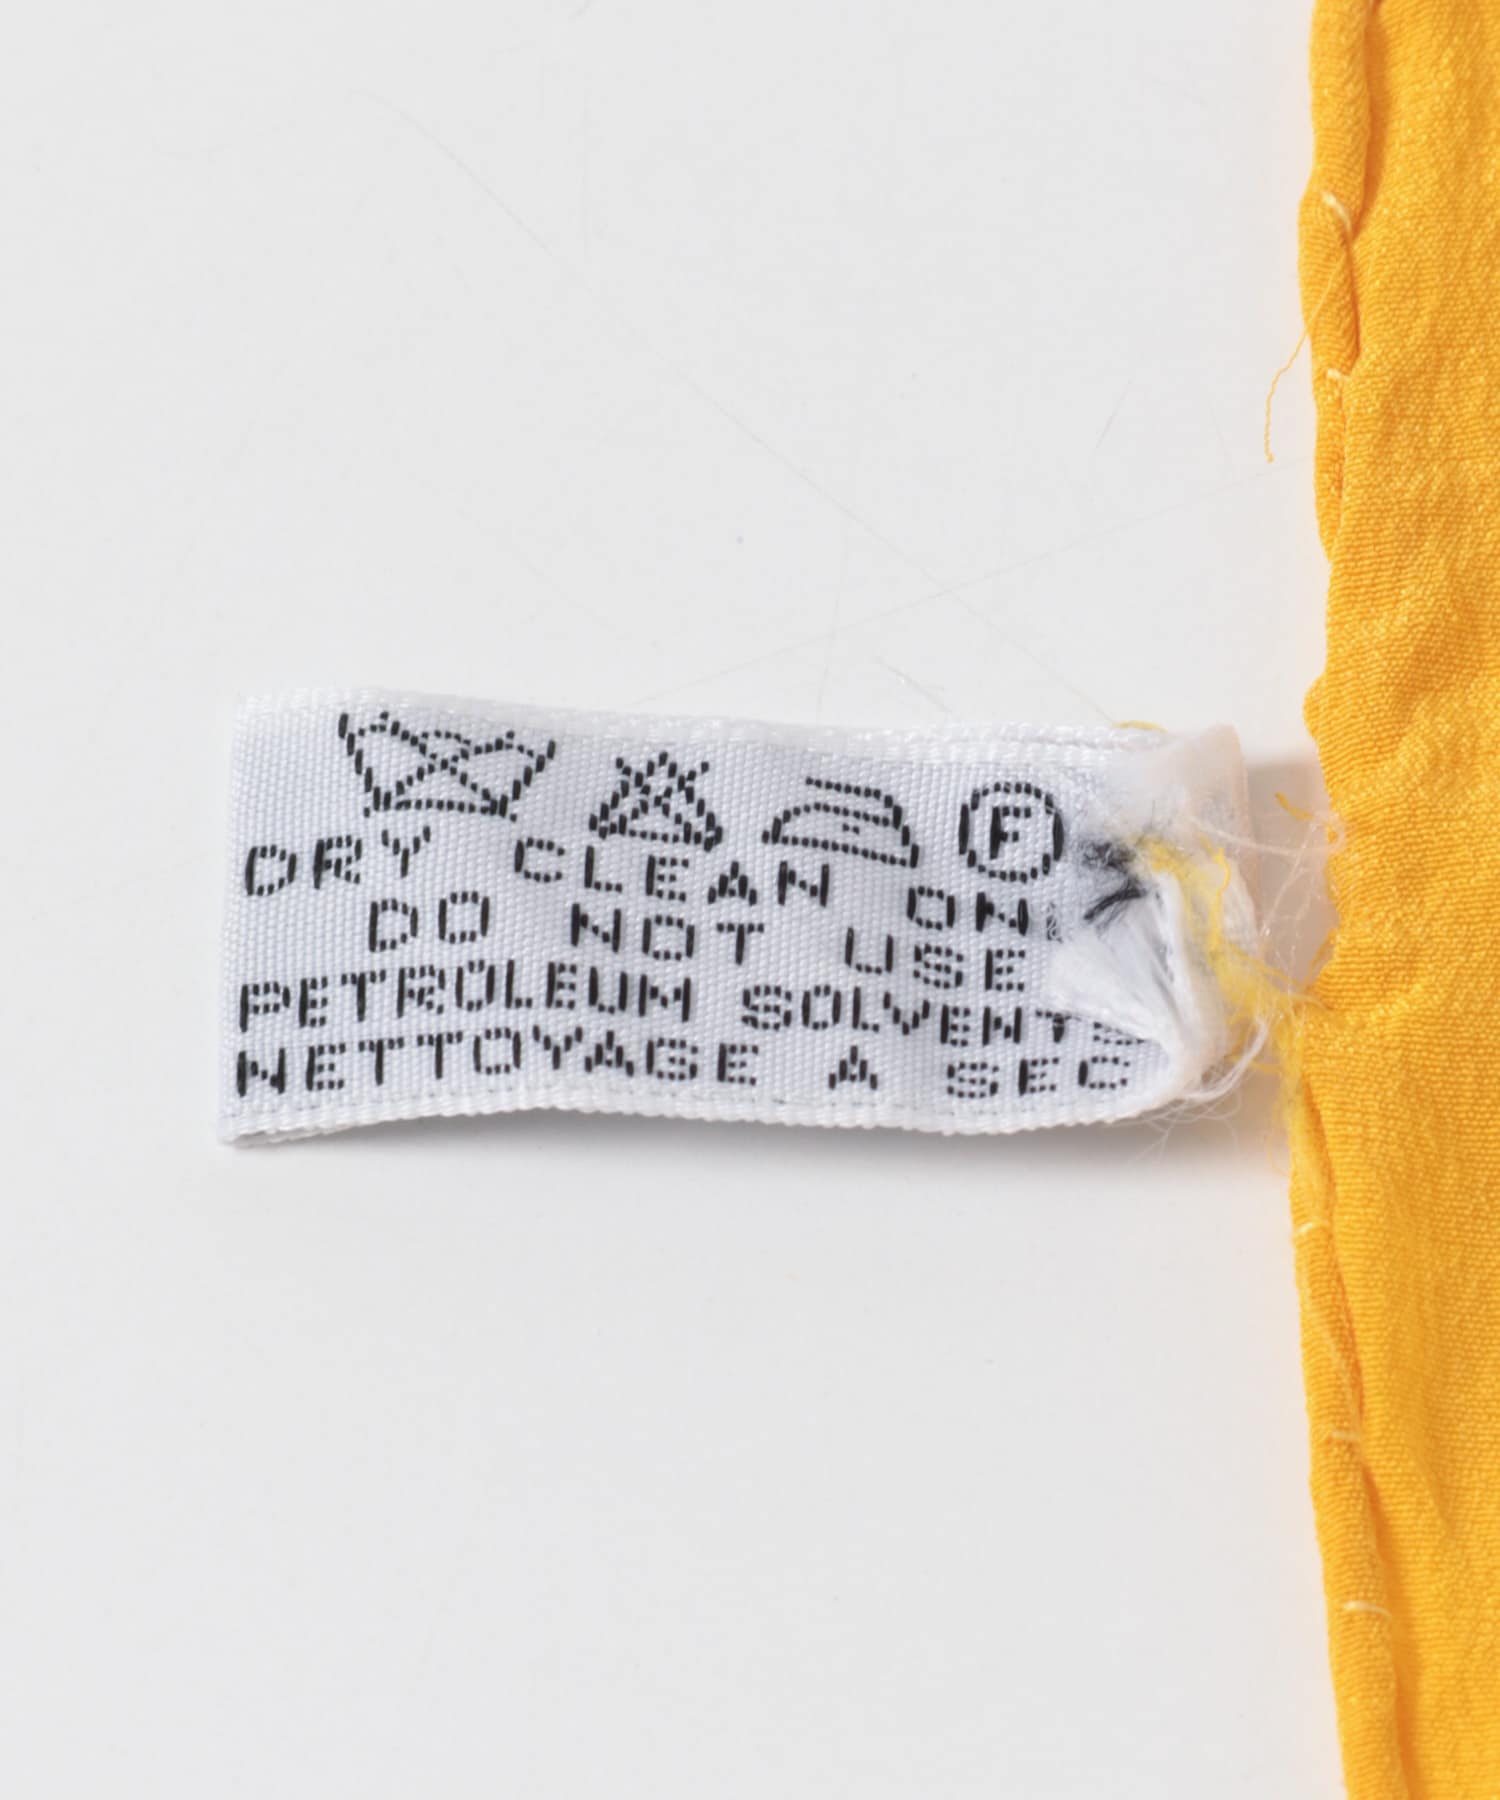 F
DRY CLEAN ON
DO NOT USE
PETROLEUM SOLVENTS
NETTOYAGE A SEC